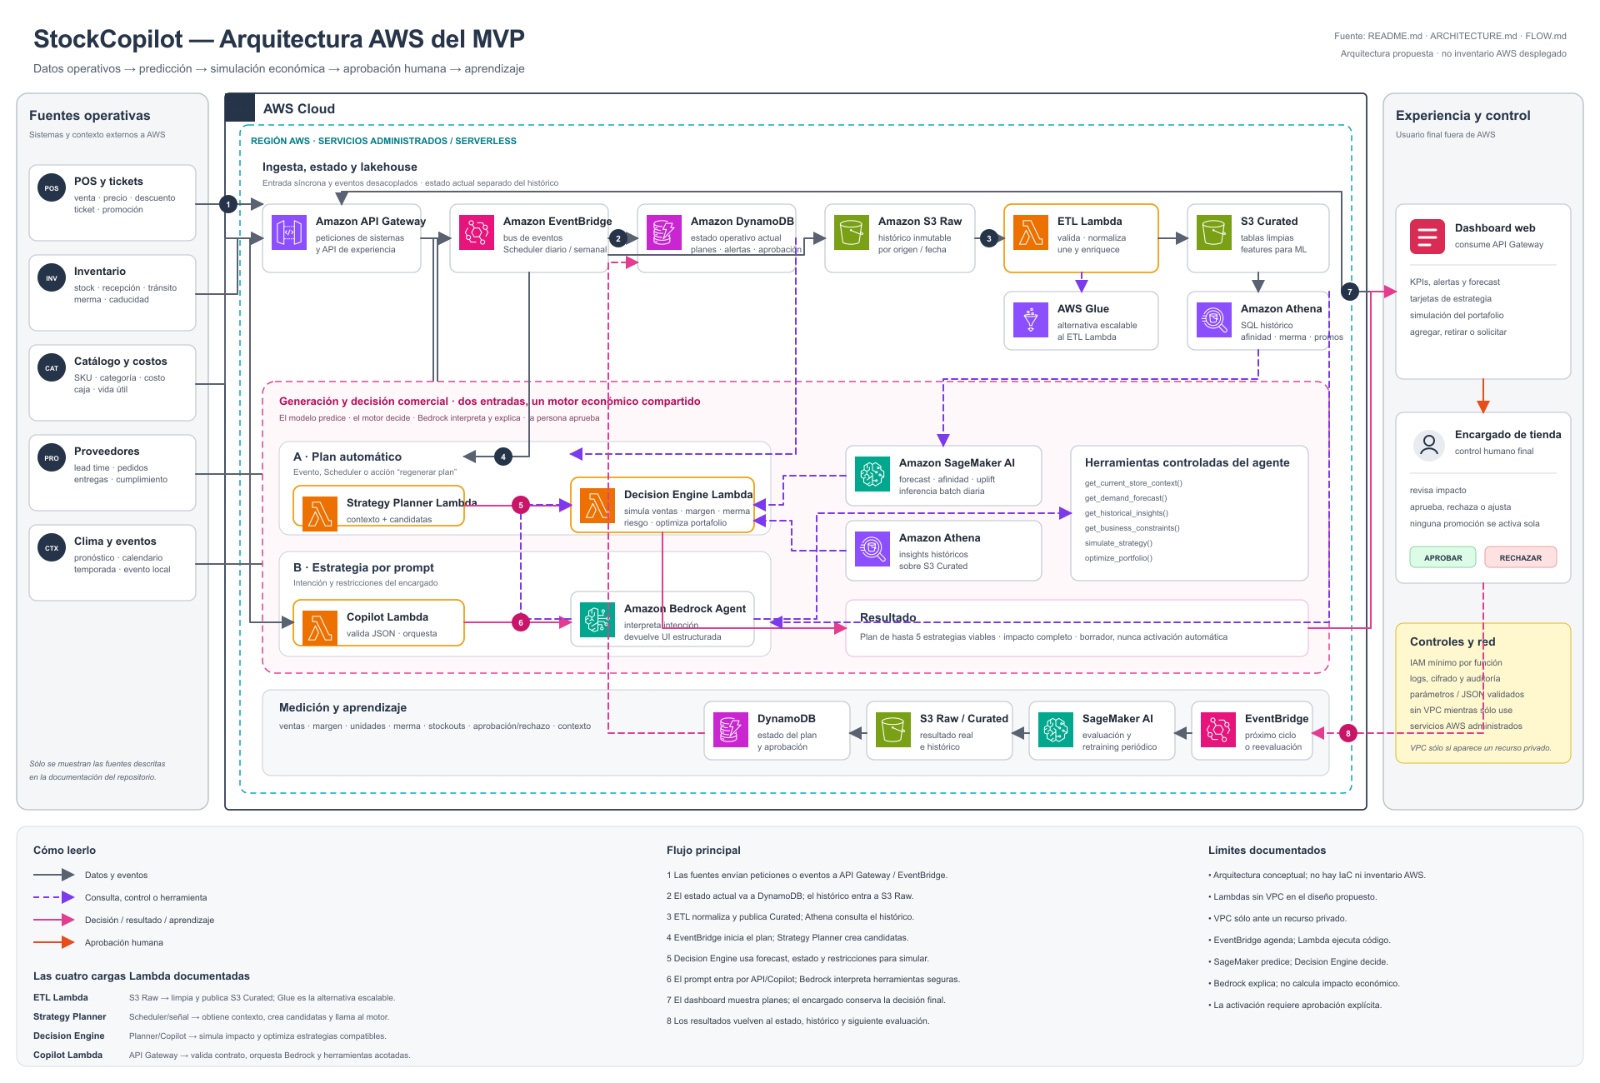 StockCopilot — Arquitectura AWS del MVP
Datos operativos → predicción → simulación económica → aprobación humana → aprendizaje
Fuente: README.md · ARCHITECTURE.md · FLOW.md
Arquitectura propuesta · no inventario AWS desplegado
Fuentes operativas
Sistemas y contexto externos a AWS
POS
POS y tickets
venta · precio · descuento
ticket · promoción
INV
Inventario
stock · recepción · tránsito
merma · caducidad
CAT
Catálogo y costos
SKU · categoría · costo
caja · vida útil
PRO
Proveedores
lead time · pedidos
entregas · cumplimiento
CTX
Clima y eventos
pronóstico · calendario
temporada · evento local
Sólo se muestran las fuentes descritas
en la documentación del repositorio.
AWS Cloud
REGIÓN AWS · SERVICIOS ADMINISTRADOS / SERVERLESS
Ingesta, estado y lakehouse
Entrada síncrona y eventos desacoplados · estado actual separado del histórico
1
Amazon API Gateway
peticiones de sistemas
y API de experiencia
Amazon EventBridge
bus de eventos
Scheduler diario / semanal
2
Amazon DynamoDB
estado operativo actual
planes · alertas · aprobación
Amazon S3 Raw
histórico inmutable
por origen / fecha
3
ETL Lambda
valida · normaliza
une y enriquece
S3 Curated
tablas limpias
features para ML
AWS Glue
alternativa escalable
al ETL Lambda
Amazon Athena
SQL histórico
afinidad · merma · promos
7
Generación y decisión comercial · dos entradas, un motor económico compartido
El modelo predice · el motor decide · Bedrock interpreta y explica · la persona aprueba
A · Plan automático
Evento, Scheduler o acción "regenerar plan"
4
Strategy Planner Lambda
contexto + candidatas
5
Decision Engine Lambda
simula ventas · margen · merma
riesgo · optimiza portafolio
B · Estrategia por prompt
Intención y restricciones del encargado
Copilot Lambda
valida JSON · orquesta
6
Amazon Bedrock Agent
interpreta intención
devuelve UI estructurada
Amazon SageMaker AI
forecast · afinidad · uplift
inferencia batch diaria
Amazon Athena
insights históricos
sobre S3 Curated
Herramientas controladas del agente
get_current_store_context()
get_demand_forecast()
get_historical_insights()
get_business_constraints()
simulate_strategy()
optimize_portfolio()
Resultado
Plan de hasta 5 estrategias viables · impacto completo · borrador, nunca activación automática
Medición y aprendizaje
ventas · margen · unidades · merma · stockouts · aprobación/rechazo · contexto
DynamoDB
estado del plan
y aprobación
S3 Raw / Curated
resultado real
e histórico
SageMaker AI
evaluación y
retraining periódico
EventBridge
próximo ciclo
o reevaluación
8
Experiencia y control
Usuario final fuera de AWS
Dashboard web
consume API Gateway
KPIs, alertas y forecast
tarjetas de estrategia
simulación del portafolio
agregar, retirar o solicitar
Encargado de tienda
control humano final
revisa impacto
aprueba, rechaza o ajusta
ninguna promoción se activa sola
APROBAR
RECHAZAR
Controles y red
IAM mínimo por función
logs, cifrado y auditoría
parámetros / JSON validados
sin VPC mientras sólo use
servicios AWS administrados
VPC sólo si aparece un recurso privado.
Cómo leerlo
Datos y eventos
Consulta, control o herramienta
Decisión / resultado / aprendizaje
Aprobación humana
Las cuatro cargas Lambda documentadas
ETL Lambda S3 Raw → limpia y publica S3 Curated; Glue es la alternativa escalable.
Strategy Planner Scheduler/señal → obtiene contexto, crea candidatas y llama al motor.
Decision Engine Planner/Copilot → simula impacto y optimiza estrategias compatibles.
Copilot Lambda API Gateway → valida contrato, orquesta Bedrock y herramientas acotadas.
Flujo principal
1 Las fuentes envían peticiones o eventos a API Gateway / EventBridge.
2 El estado actual va a DynamoDB; el histórico entra a S3 Raw.
3 ETL normaliza y publica Curated; Athena consulta el histórico.
4 EventBridge inicia el plan; Strategy Planner crea candidatas.
5 Decision Engine usa forecast, estado y restricciones para simular.
6 El prompt entra por API/Copilot; Bedrock interpreta herramientas seguras.
7 El dashboard muestra planes; el encargado conserva la decisión final.
8 Los resultados vuelven al estado, histórico y siguiente evaluación.
Límites documentados
• Arquitectura conceptual; no hay IaC ni inventario AWS.
• Lambdas sin VPC en el diseño propuesto.
• VPC sólo ante un recurso privado.
• EventBridge agenda; Lambda ejecuta código.
• SageMaker predice; Decision Engine decide.
• Bedrock explica; no calcula impacto económico.
• La activación requiere aprobación explícita.